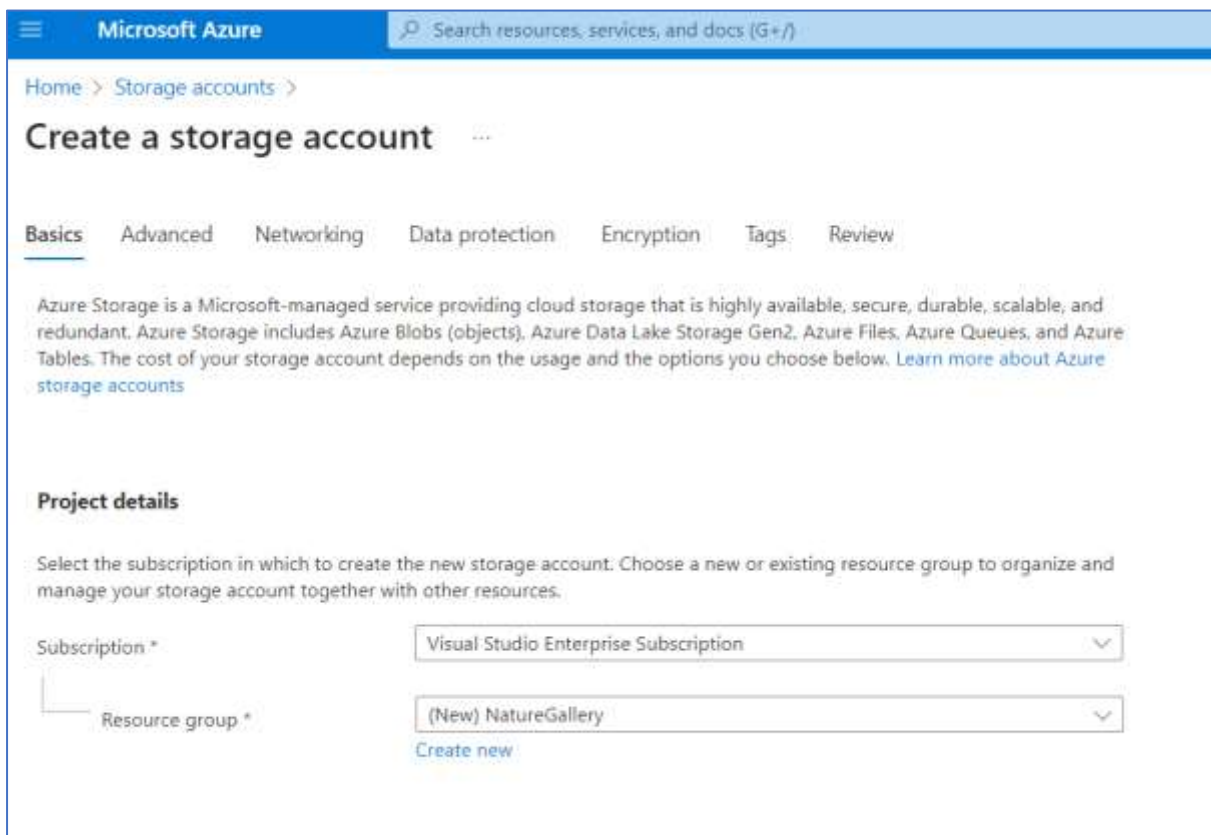 Microsoft Azure
Search resources, services, and docs (G+/)
Home > Storage accounts >
Create a storage account ...
Basics Advanced Networking Data protection Encryption Tags Review
Azure Storage is a Microsoft-managed service providing cloud storage that is highly available, secure, durable, scalable, and
redundant. Azure Storage includes Azure Blobs (objects), Azure Data Lake Storage Gen2, Azure Files, Azure Queues, and Azure
Tables. The cost of your storage account depends on the usage and the options you choose below. Learn more about Azure
storage accounts
Project details
Select the subscription in which to create the new storage account. Choose a new or existing resource group to organize and
manage your storage account together with other resources.
Subscription * Visual Studio Enterprise Subscription
Resource group * (New) NatureGallery
Create new